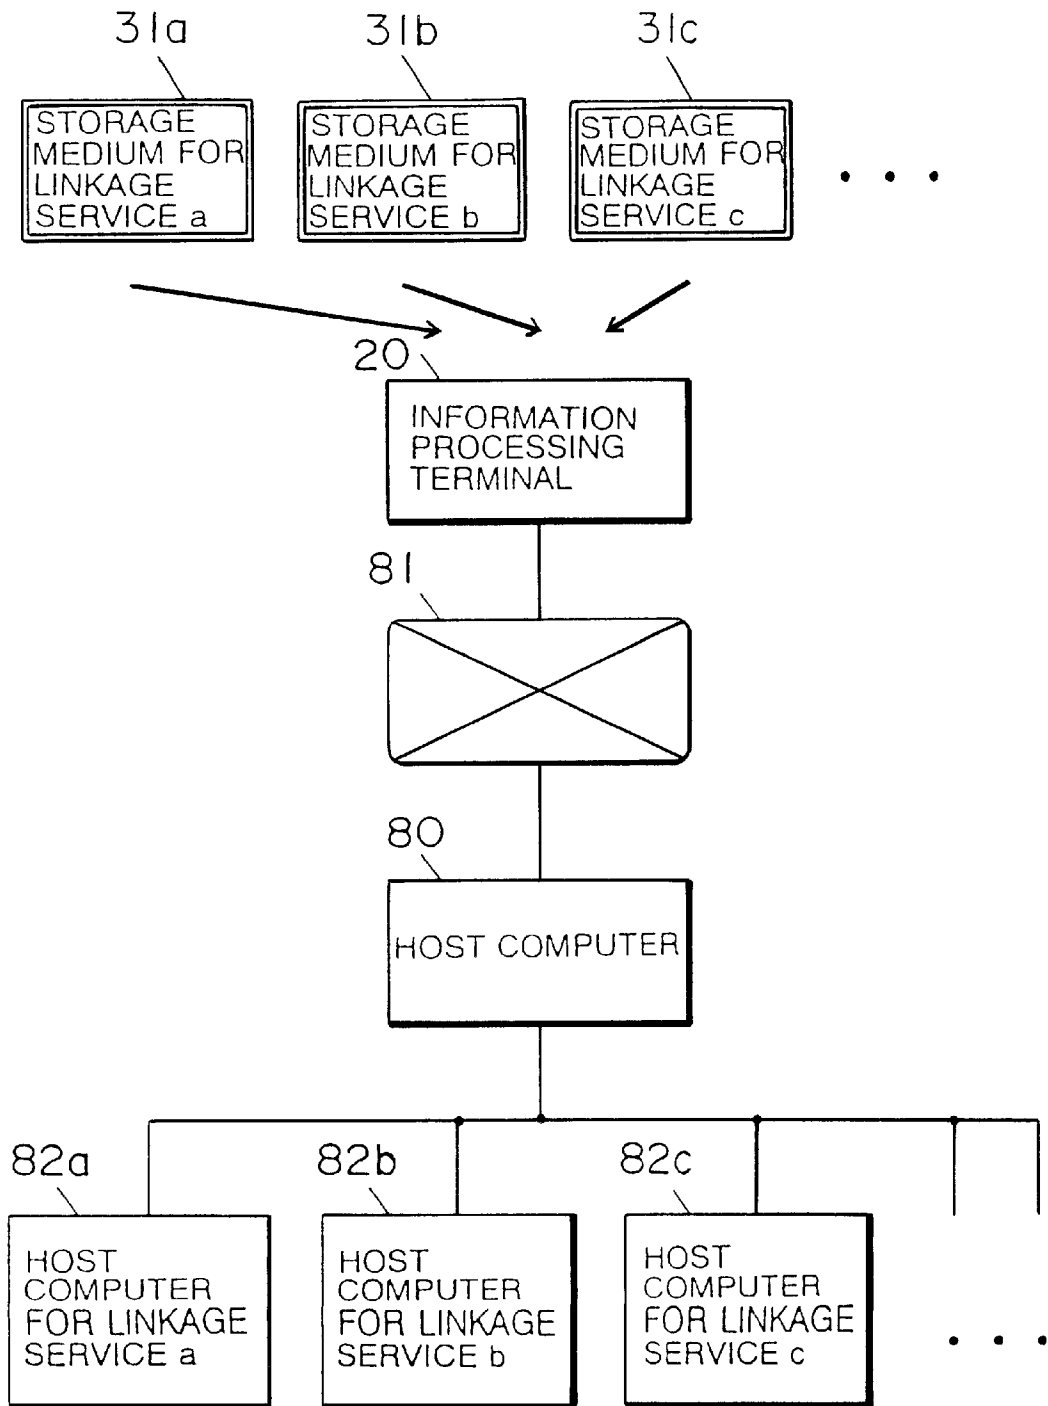 31a
31b
31c
STORAGE
MEDIUM FOR
LINKAGE
SERVICE a
STORAGE
MEDIUM FOR
LINKAGE
SERVICE b
STORAGE
MEDIUM FOR
LINKAGE
SERVICE c
20
INFORMATION
PROCESSING
TERMINAL
81
80
HOST COMPUTER
82a
82b
82c
HOST
COMPUTER
FOR LINKAGE
SERVICE a
HOST
COMPUTER
FOR LINKAGE
SERVICE b
HOST
COMPUTER
FOR LINKAGE
SERVICE c